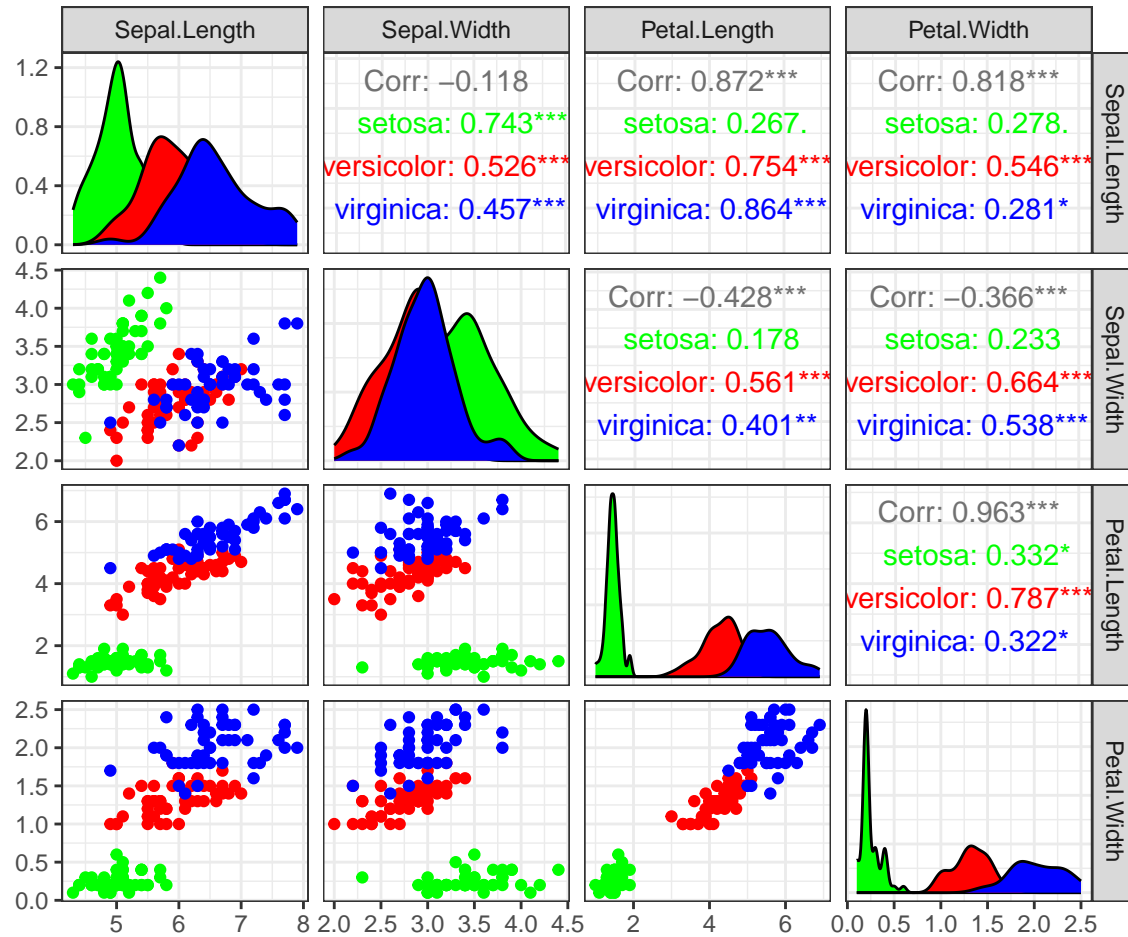 Sepal.Length Sepal.Width Petal.Length Petal.Width
1.2
0.8
0.4
0.0
Corr: −0.118
setosa: 0.743***
versicolor: 0.526***
virginica: 0.457***
Corr: 0.872***
setosa: 0.267.
versicolor: 0.754***
virginica: 0.864***
Corr: 0.818***
setosa: 0.278.
versicolor: 0.546***
virginica: 0.281*
Sepal.Length
4.5
4.0
3.5
3.0
2.5
2.0
Corr: −0.428***
setosa: 0.178
versicolor: 0.561***
virginica: 0.401**
Corr: −0.366***
setosa: 0.233
versicolor: 0.664***
virginica: 0.538***
Sepal.Width
6
4
2
Corr: 0.963***
setosa: 0.332*
versicolor: 0.787***
virginica: 0.322*
Petal.Length
2.5
2.0
1.5
1.0
0.5
0.0
Petal.Width
5 6 7 8 2.0 2.5 3.0 3.5 4.0 4.5 2 4 6 0.0 0.5 1.0 1.5 2.0 2.5